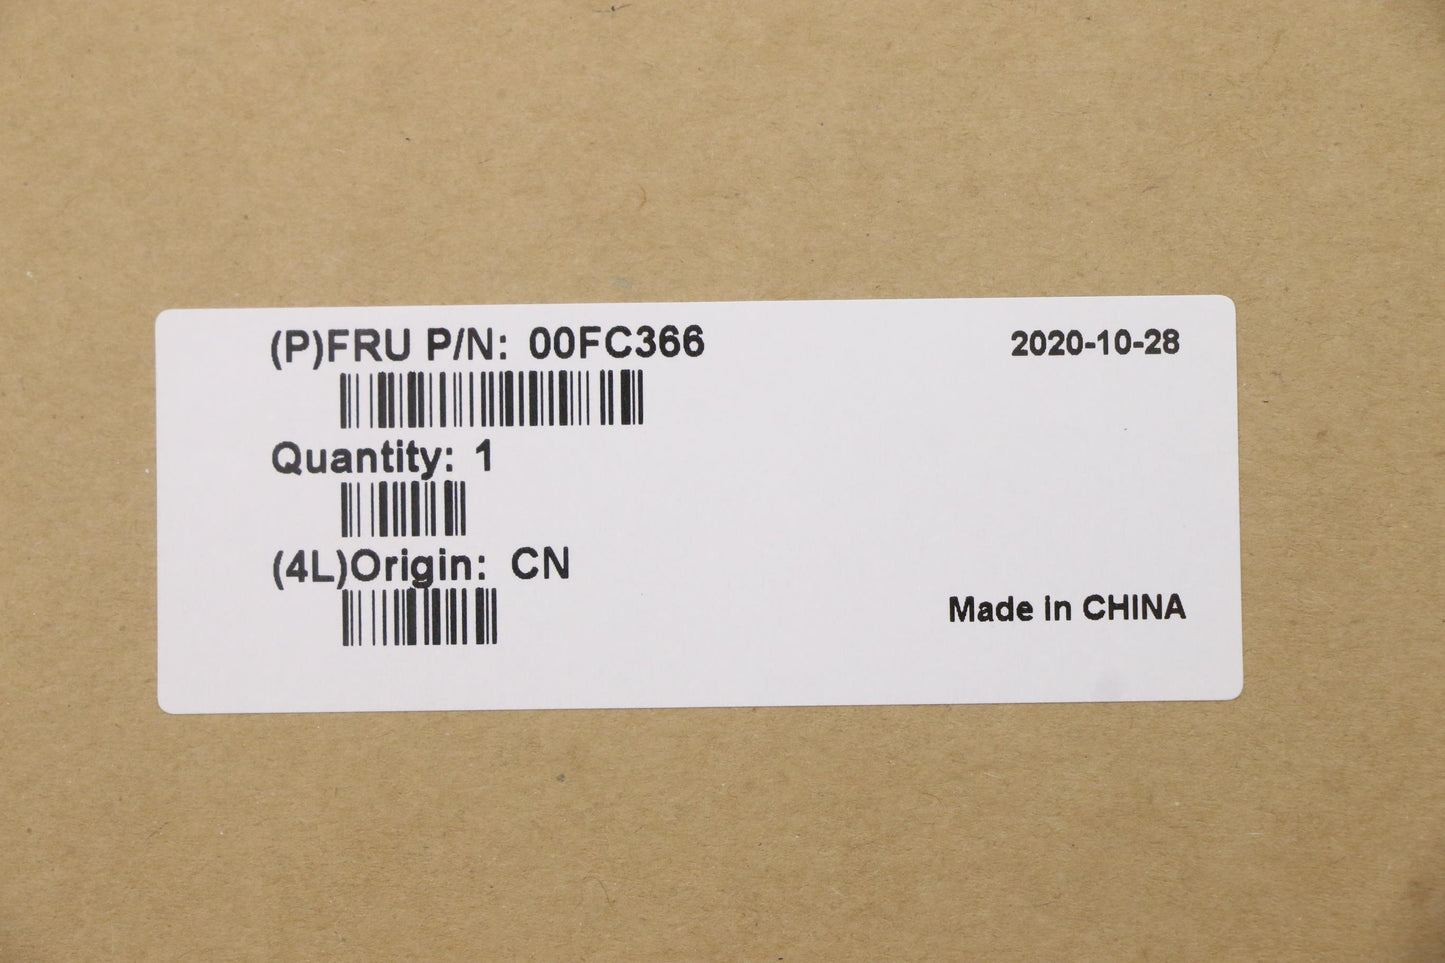 (P)FRU P/N: 00FC366
2020-10-28
Quantity: 1
(4L)Origin: CN
Made in CHINA